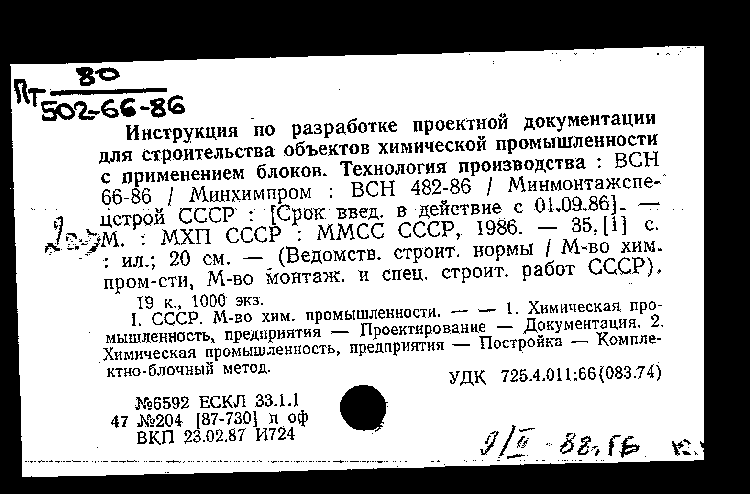 80
Пт 502-66-86
Инструкция по разработке проектной документации
для строительства объектов химической промышленности
с применением блоков. Технология производства : ВСН
66-86 / Минхимпром : ВСН 482-86 / Минмонтажспе-
цстрой СССР : [Срок введ. в действие с 01.09.86]. —
М. : МХП СССР : ММСС СССР, 1986. — 35,[1] с.
: ил.; 20 см. — (Ведомств. строит. нормы / М-во хим.
пром-сти, М-во монтаж. и спец. строит. работ СССР).
19 к., 1000 экз.
I. СССР. М-во хим. промышленности. — — 1. Химическая про-
мышленность, предприятия — Проектирование — Документация. 2.
Химическая промышленность, предприятия — Постройка — Компле-
ктно-блочный метод.
УДК 725.4.011:66(083.74)
№6592 ЕСКЛ 33.1.1
47 №204 [87-730] п оф
ВКП 23.02.87 И724